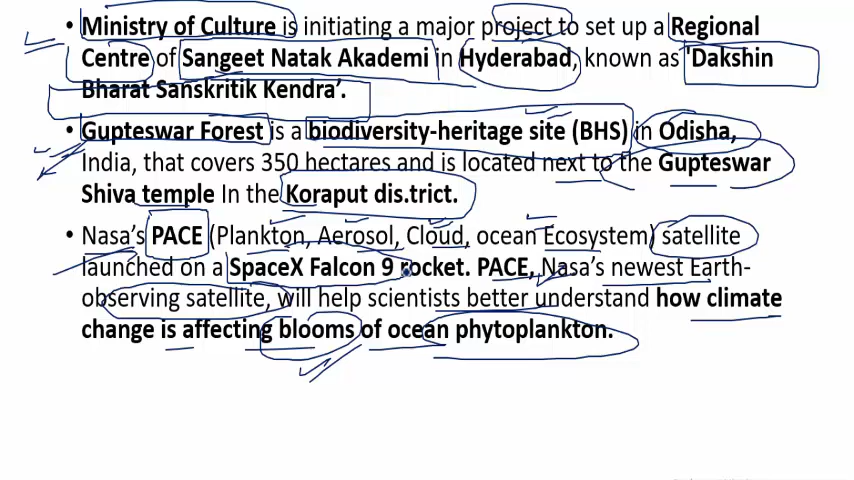 • Ministry of Culture is initiating a major project to set up a Regional
Centre of Sangeet Natak Akademi in Hyderabad, known as 'Dakshin
Bharat Sanskritik Kendra’.
• Gupteswar Forest is a biodiversity-heritage site (BHS) in Odisha,
India, that covers 350 hectares and is located next to the Gupteswar
Shiva temple In the Koraput dis.trict.
• Nasa’s PACE (Plankton, Aerosol, Cloud, ocean Ecosystem) satellite
launched on a SpaceX Falcon 9 rocket. PACE, Nasa’s newest Earth-
observing satellite, will help scientists better understand how climate
change is affecting blooms of ocean phytoplankton.